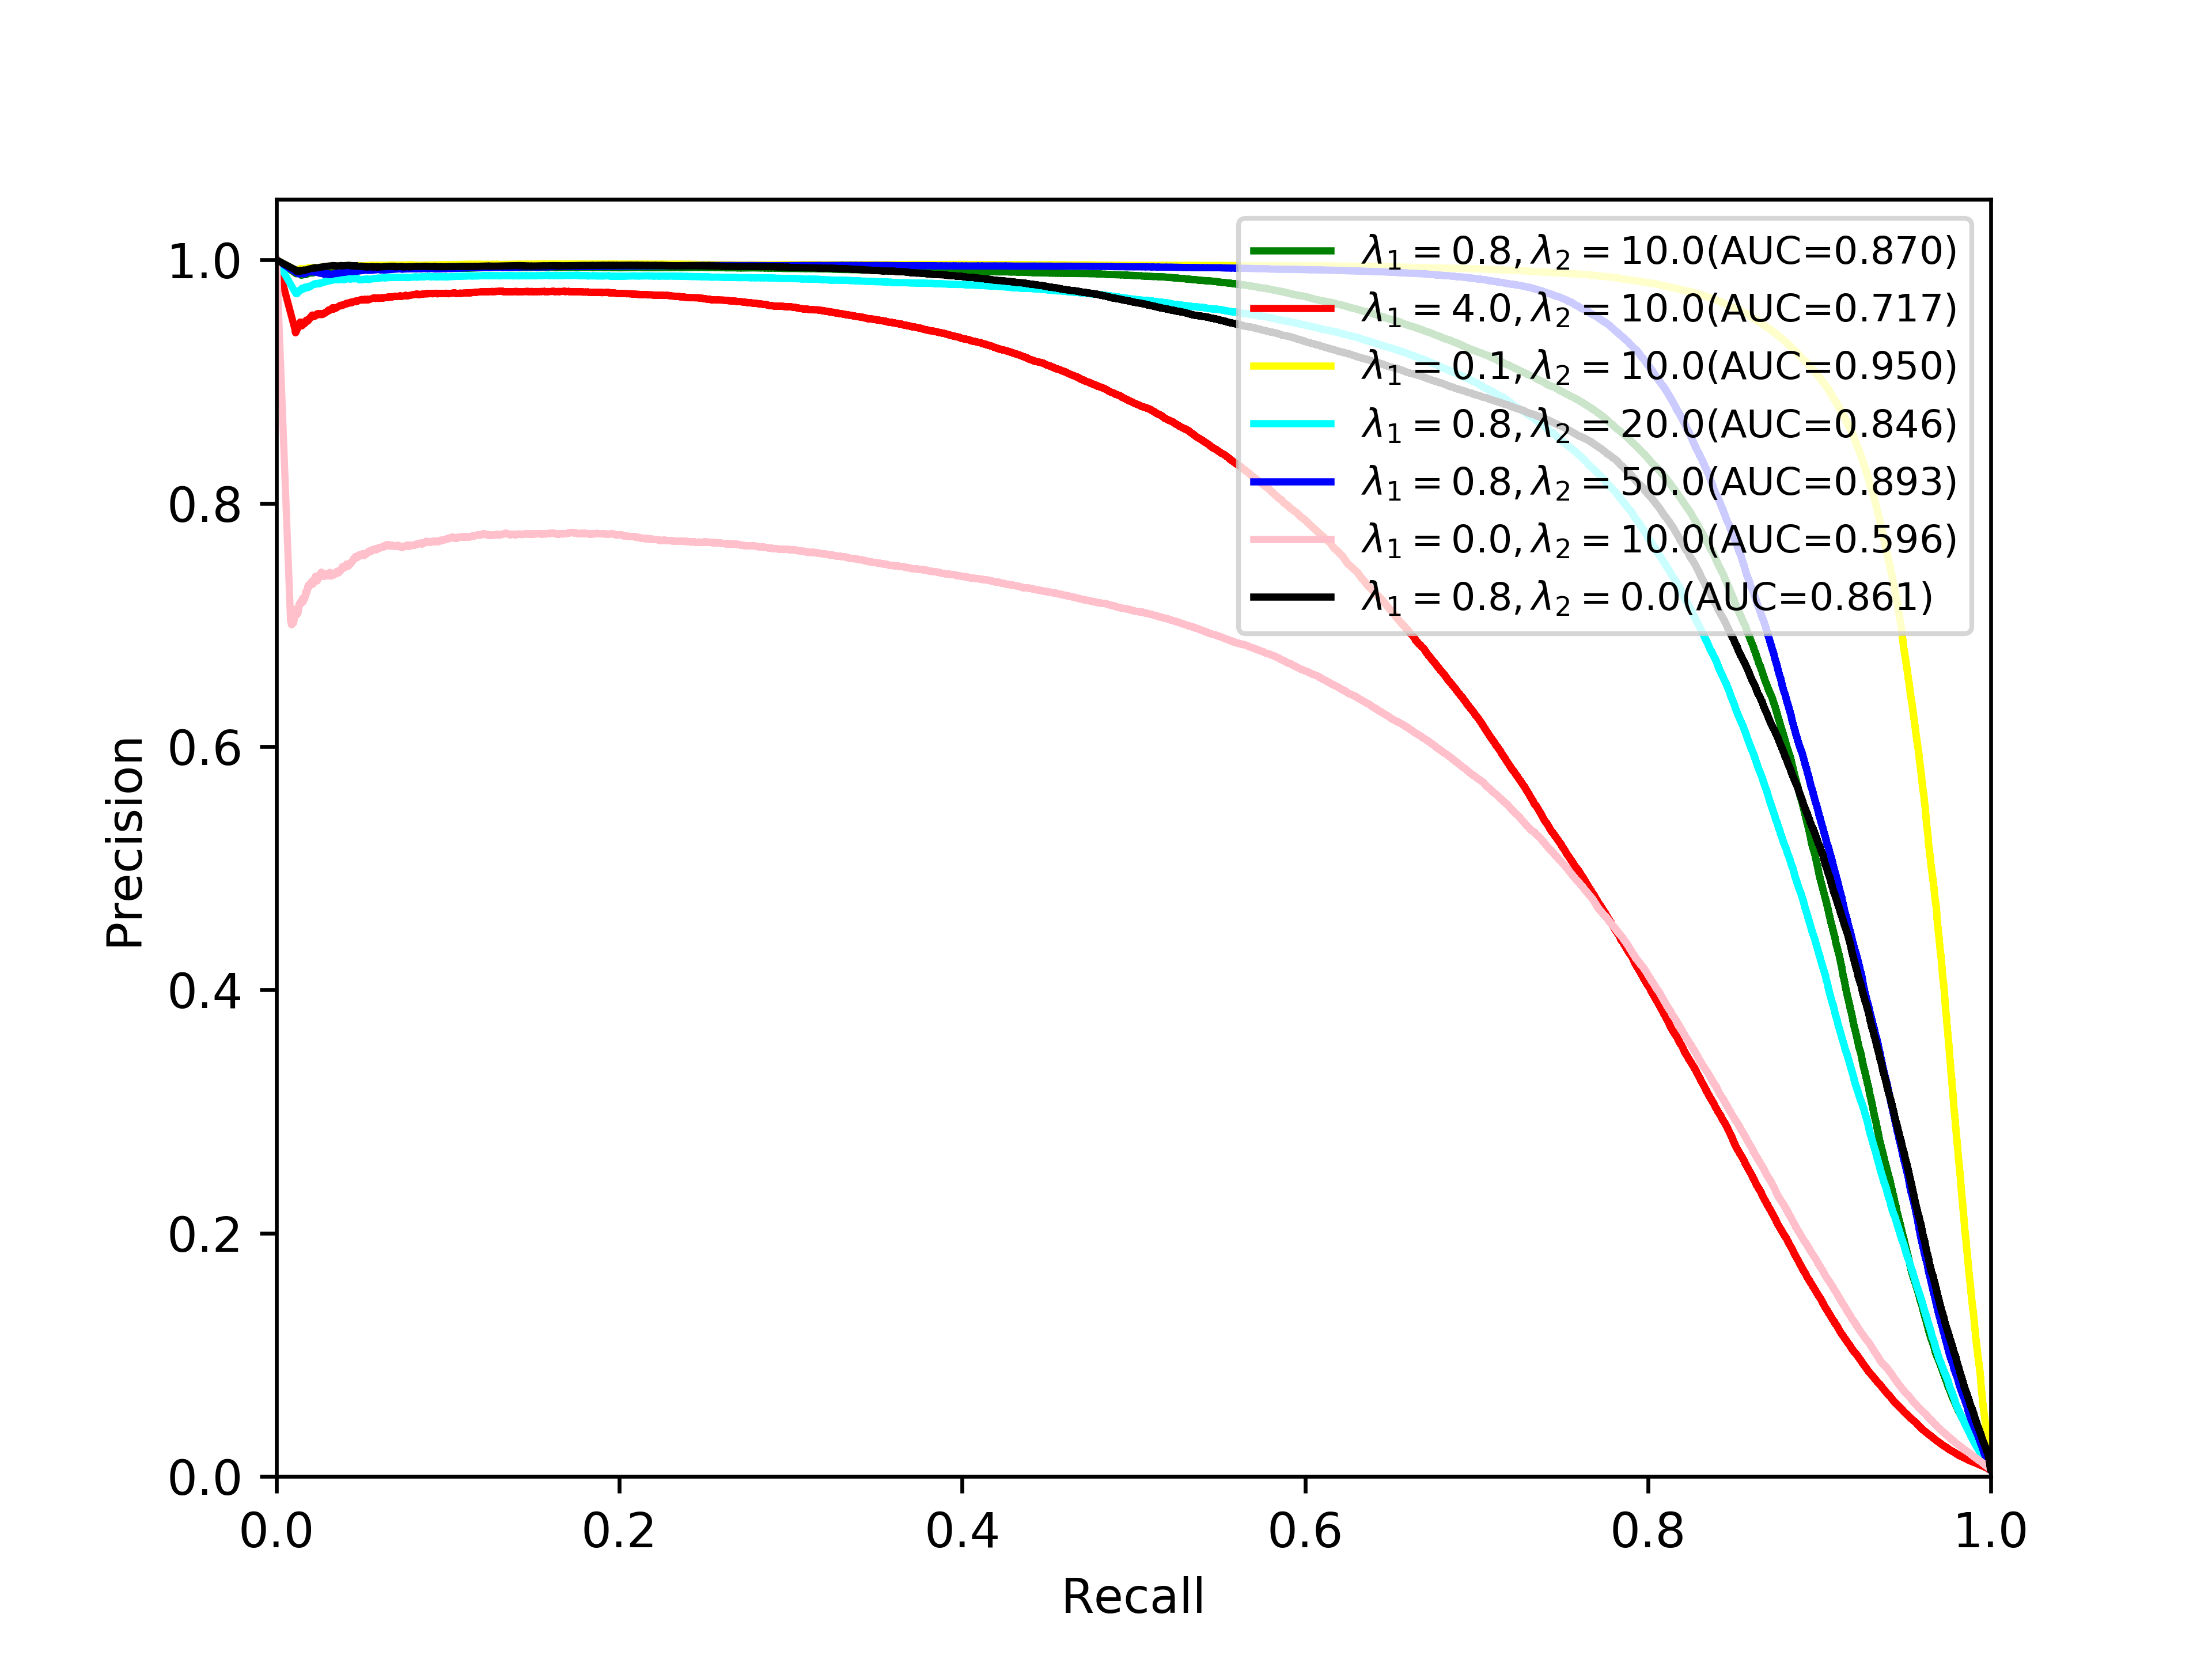 λ₁ = 0.8, λ₂ = 10.0(AUC=0.870)
λ₁ = 4.0, λ₂ = 10.0(AUC=0.717)
λ₁ = 0.1, λ₂ = 10.0(AUC=0.950)
λ₁ = 0.8, λ₂ = 20.0(AUC=0.846)
λ₁ = 0.8, λ₂ = 50.0(AUC=0.893)
λ₁ = 0.0, λ₂ = 10.0(AUC=0.596)
λ₁ = 0.8, λ₂ = 0.0(AUC=0.861)
1.0
0.8
0.6
0.4
0.2
0.0
Precision
0.0 0.2 0.4 0.6 0.8 1.0
Recall